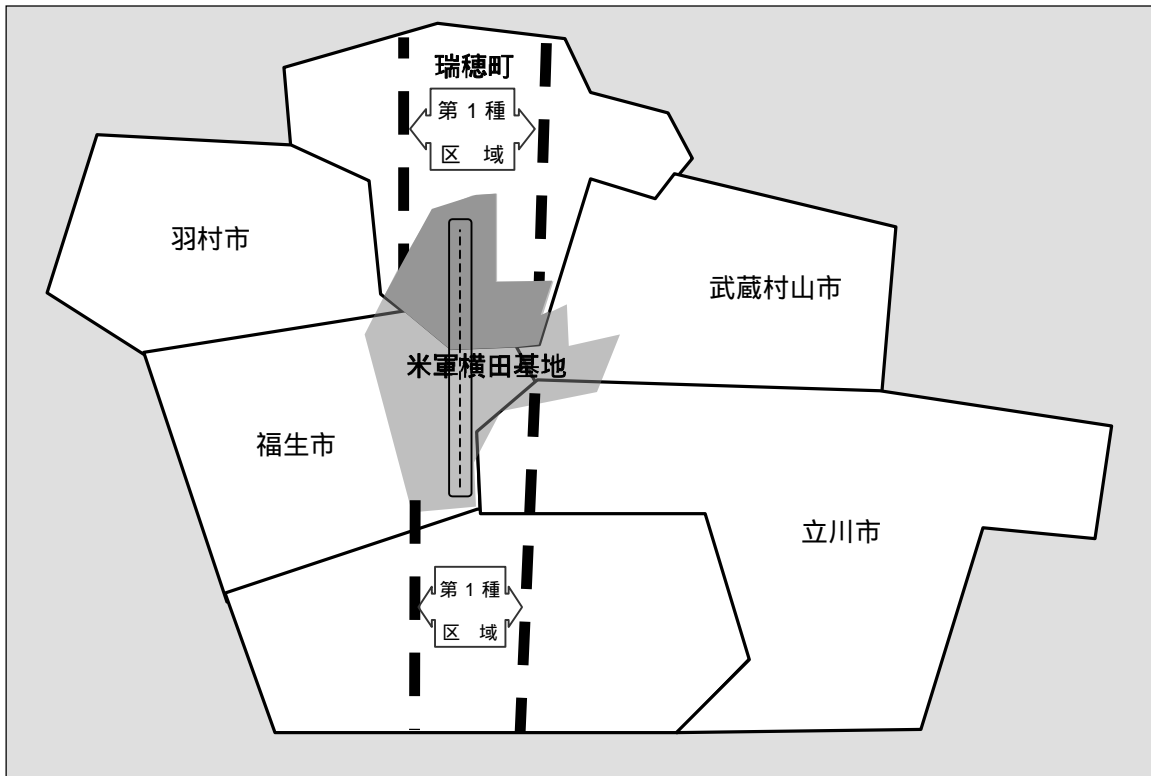 瑞穂町
第1種
区 域
羽村市
武蔵村山市
米軍横田基地
福生市
立川市
第1種
区 域